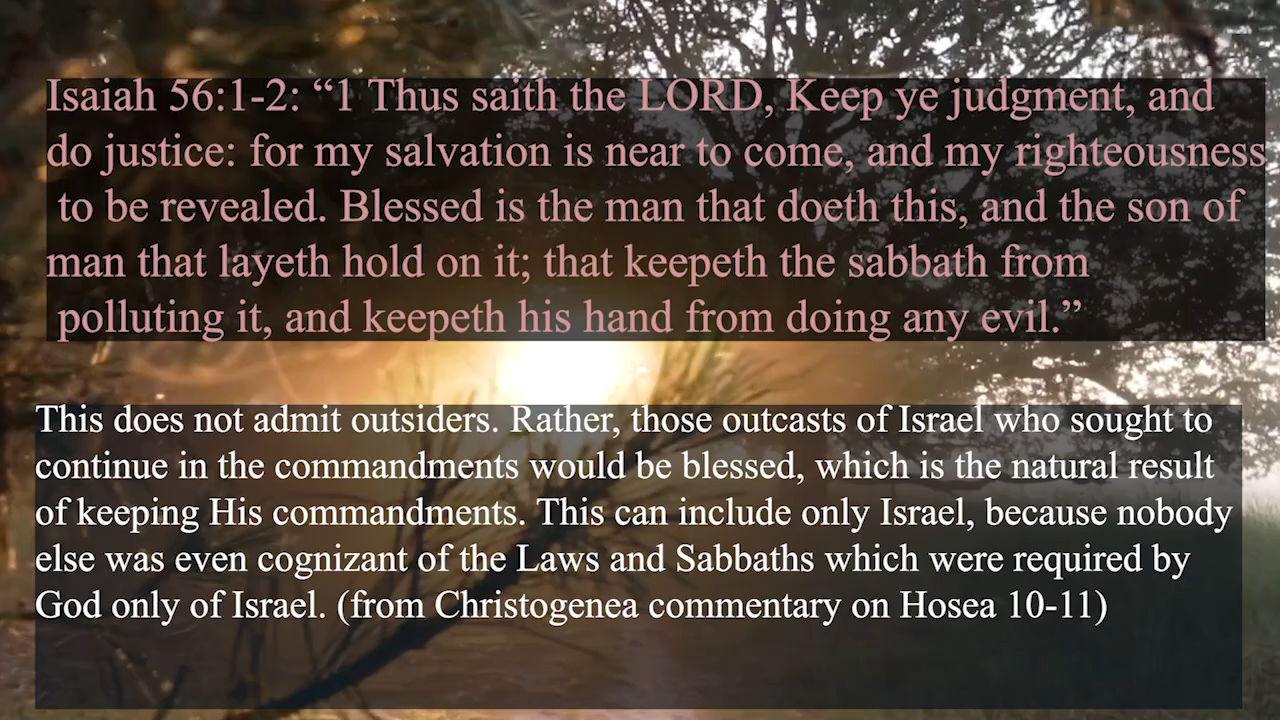 Isaiah 56:1-2: “1 Thus saith the LORD, Keep ye judgment, and
do justice: for my salvation is near to come, and my righteousness
to be revealed. Blessed is the man that doeth this, and the son of
man that layeth hold on it; that keepeth the sabbath from
polluting it, and keepeth his hand from doing any evil.”
This does not admit outsiders. Rather, those outcasts of Israel who sought to
continue in the commandments would be blessed, which is the natural result
of keeping His commandments. This can include only Israel, because nobody
else was even cognizant of the Laws and Sabbaths which were required by
God only of Israel. (from Christogenea commentary on Hosea 10-11)